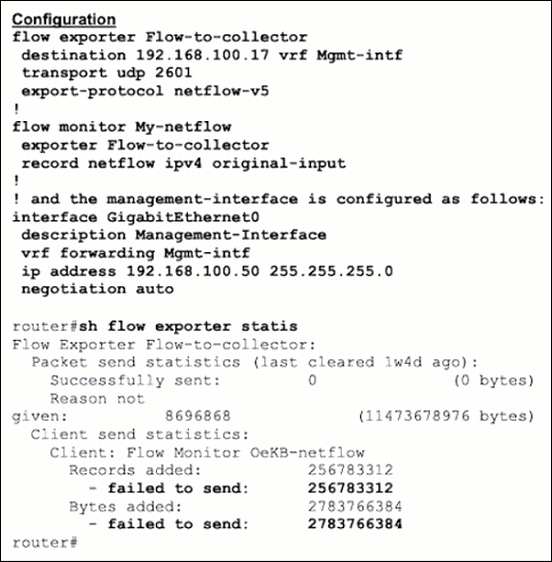 Configuration
flow exporter Flow-to-collector
destination 192.168.100.17 vrf Mgmt-intf
transport udp 2601
export-protocol netflow-v5
!
flow monitor My-netflow
exporter Flow-to-collector
record netflow ipv4 original-input
!
! and the management-interface is configured as follows:
interface GigabitEthernet0
description Management-Interface
vrf forwarding Mgmt-intf
ip address 192.168.100.50 255.255.255.0
negotiation auto
router#sh flow exporter statis
Flow Exporter Flow-to-collector:
Packet send statistics (last cleared 1w4d ago):
Successfully sent: 0 (0 bytes)
Reason not
given: 8696868 (11473678976 bytes)
Client send statistics:
Client: Flow Monitor OeKB-netflow
Records added: 256783312
- failed to send: 256783312
Bytes added: 2783766384
- failed to send: 2783766384
router#